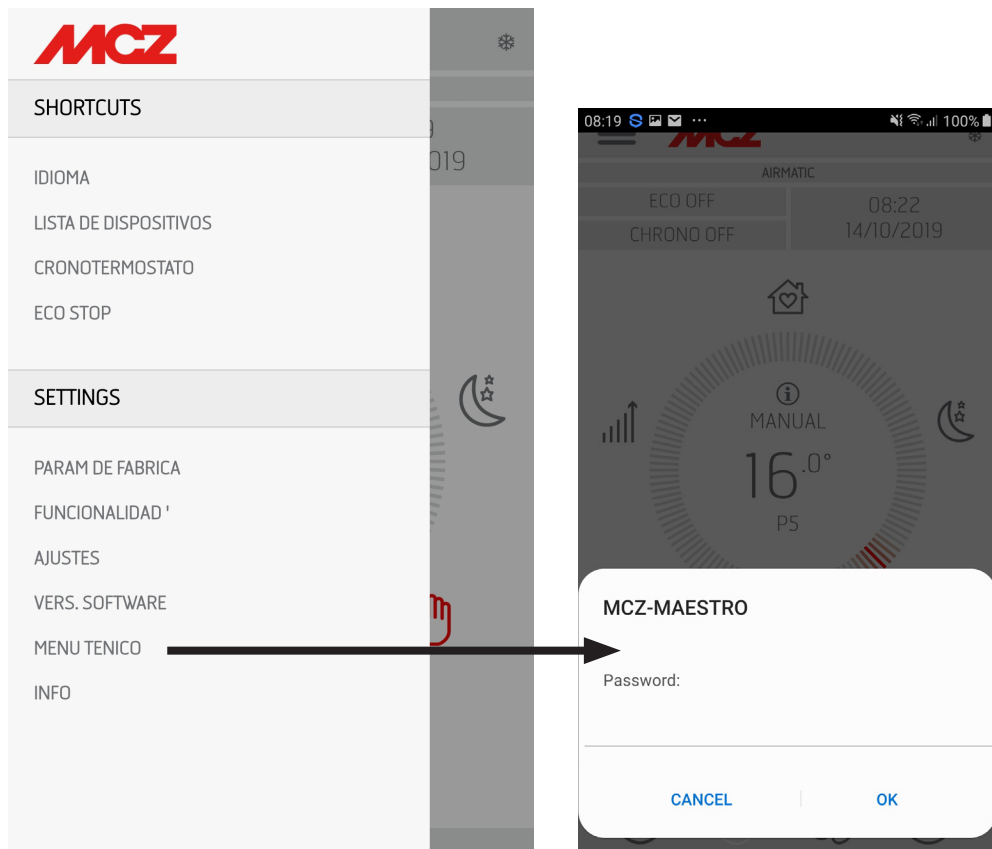 MCZ
SHORTCUTS
IDIOMA
LISTA DE DISPOSITIVOS
CRONOTERMOSTATO
ECO STOP
SETTINGS
PARAM DE FABRICA
FUNCIONALIDAD '
AJUSTES
VERS. SOFTWARE
MENU TENICO
INFO
019
08:19 ... 100%
MCZ
AIRMATIC
ECO OFF
CHRONO OFF
08:22
14/10/2019
MANUAL
16.0°
P5
MCZ-MAESTRO
Password:
CANCEL OK